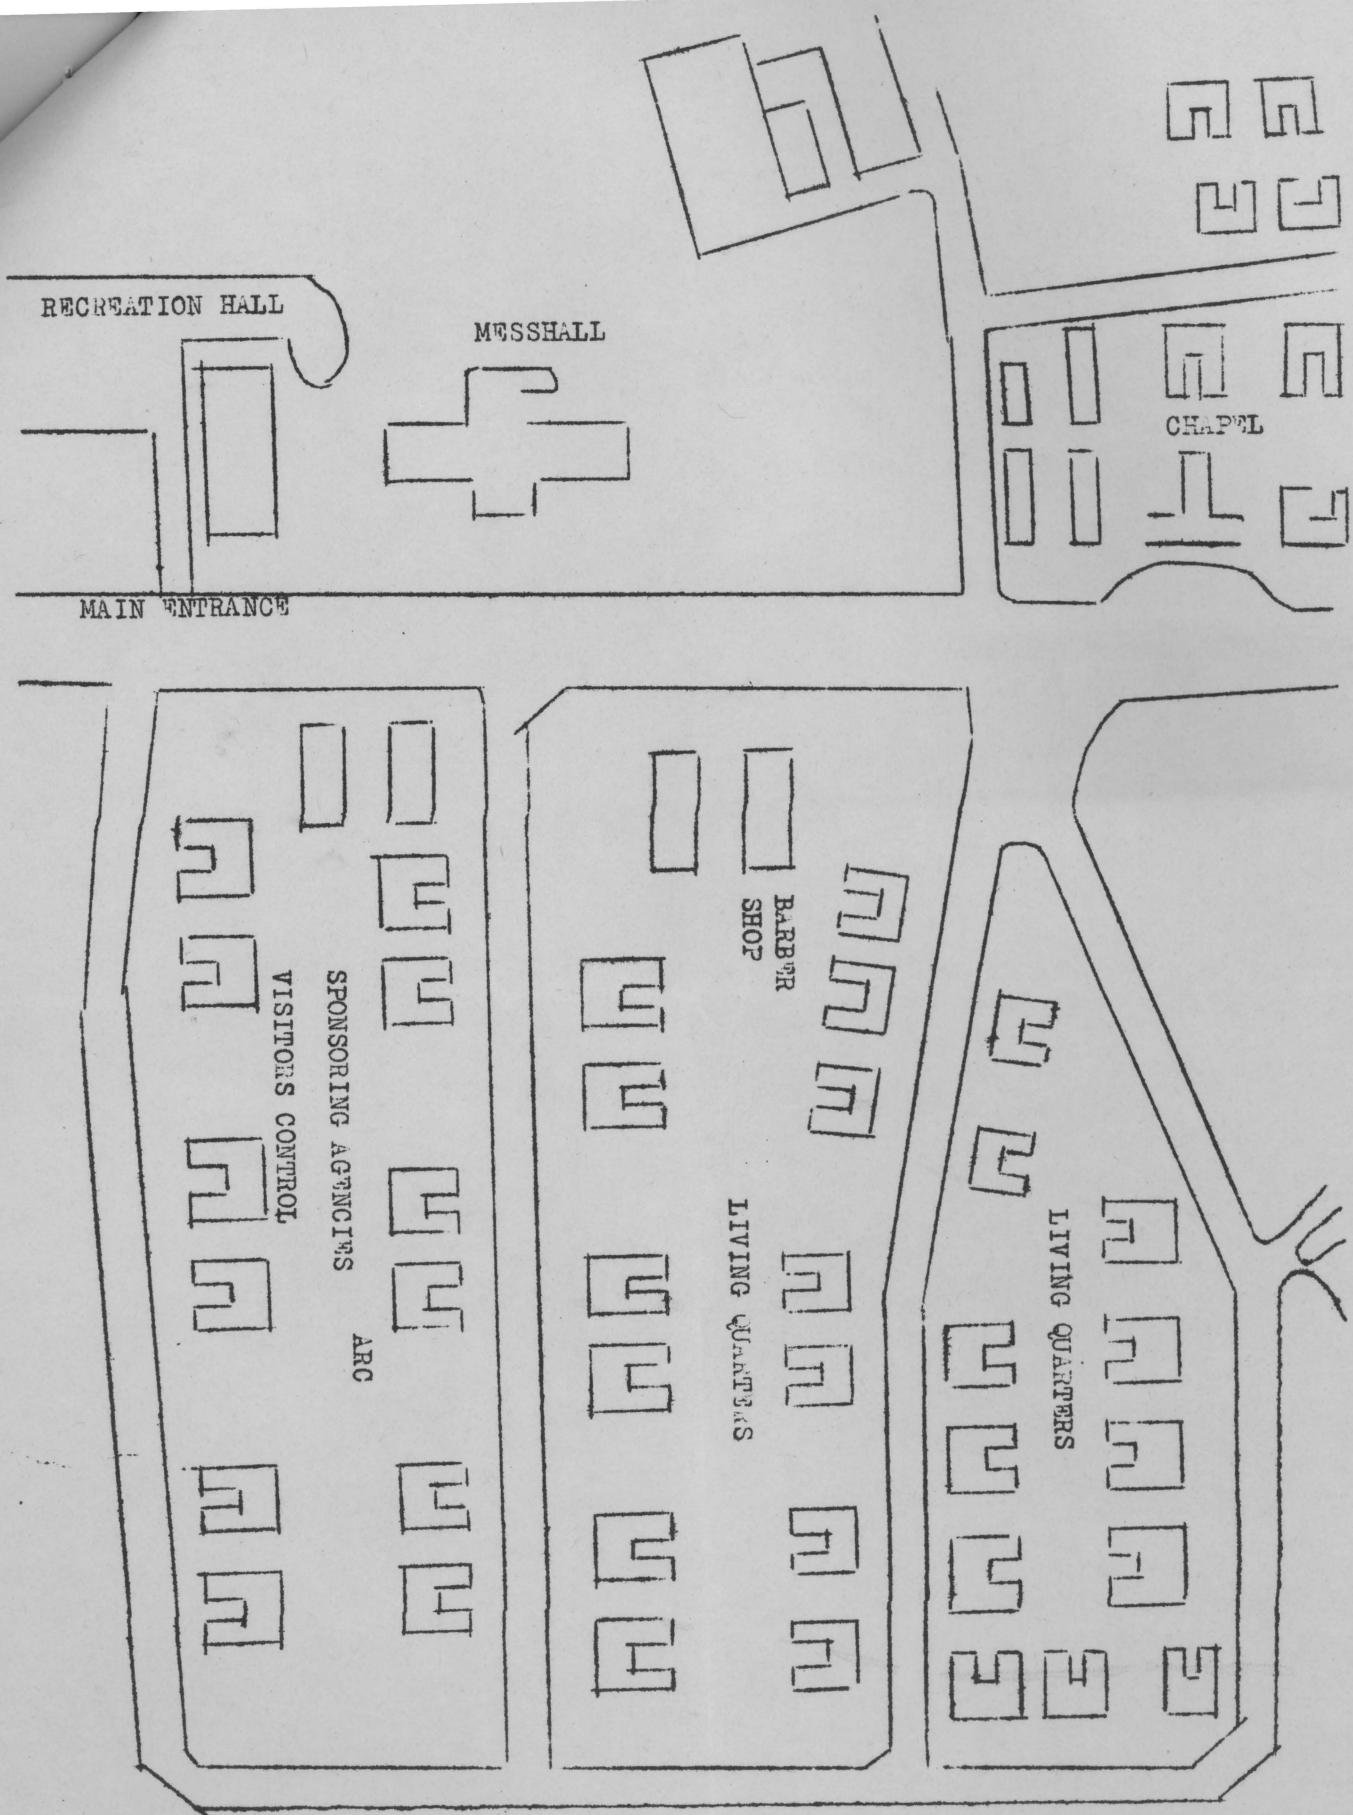 RECREATION HALL
MESSHALL
CHAPEL
MAIN ENTRANCE
BARBER
SHOP
SPONSORING AGENCIES
VISITORS CONTROL
LIVING QUARTERS
LIVING QUARTERS
ARC